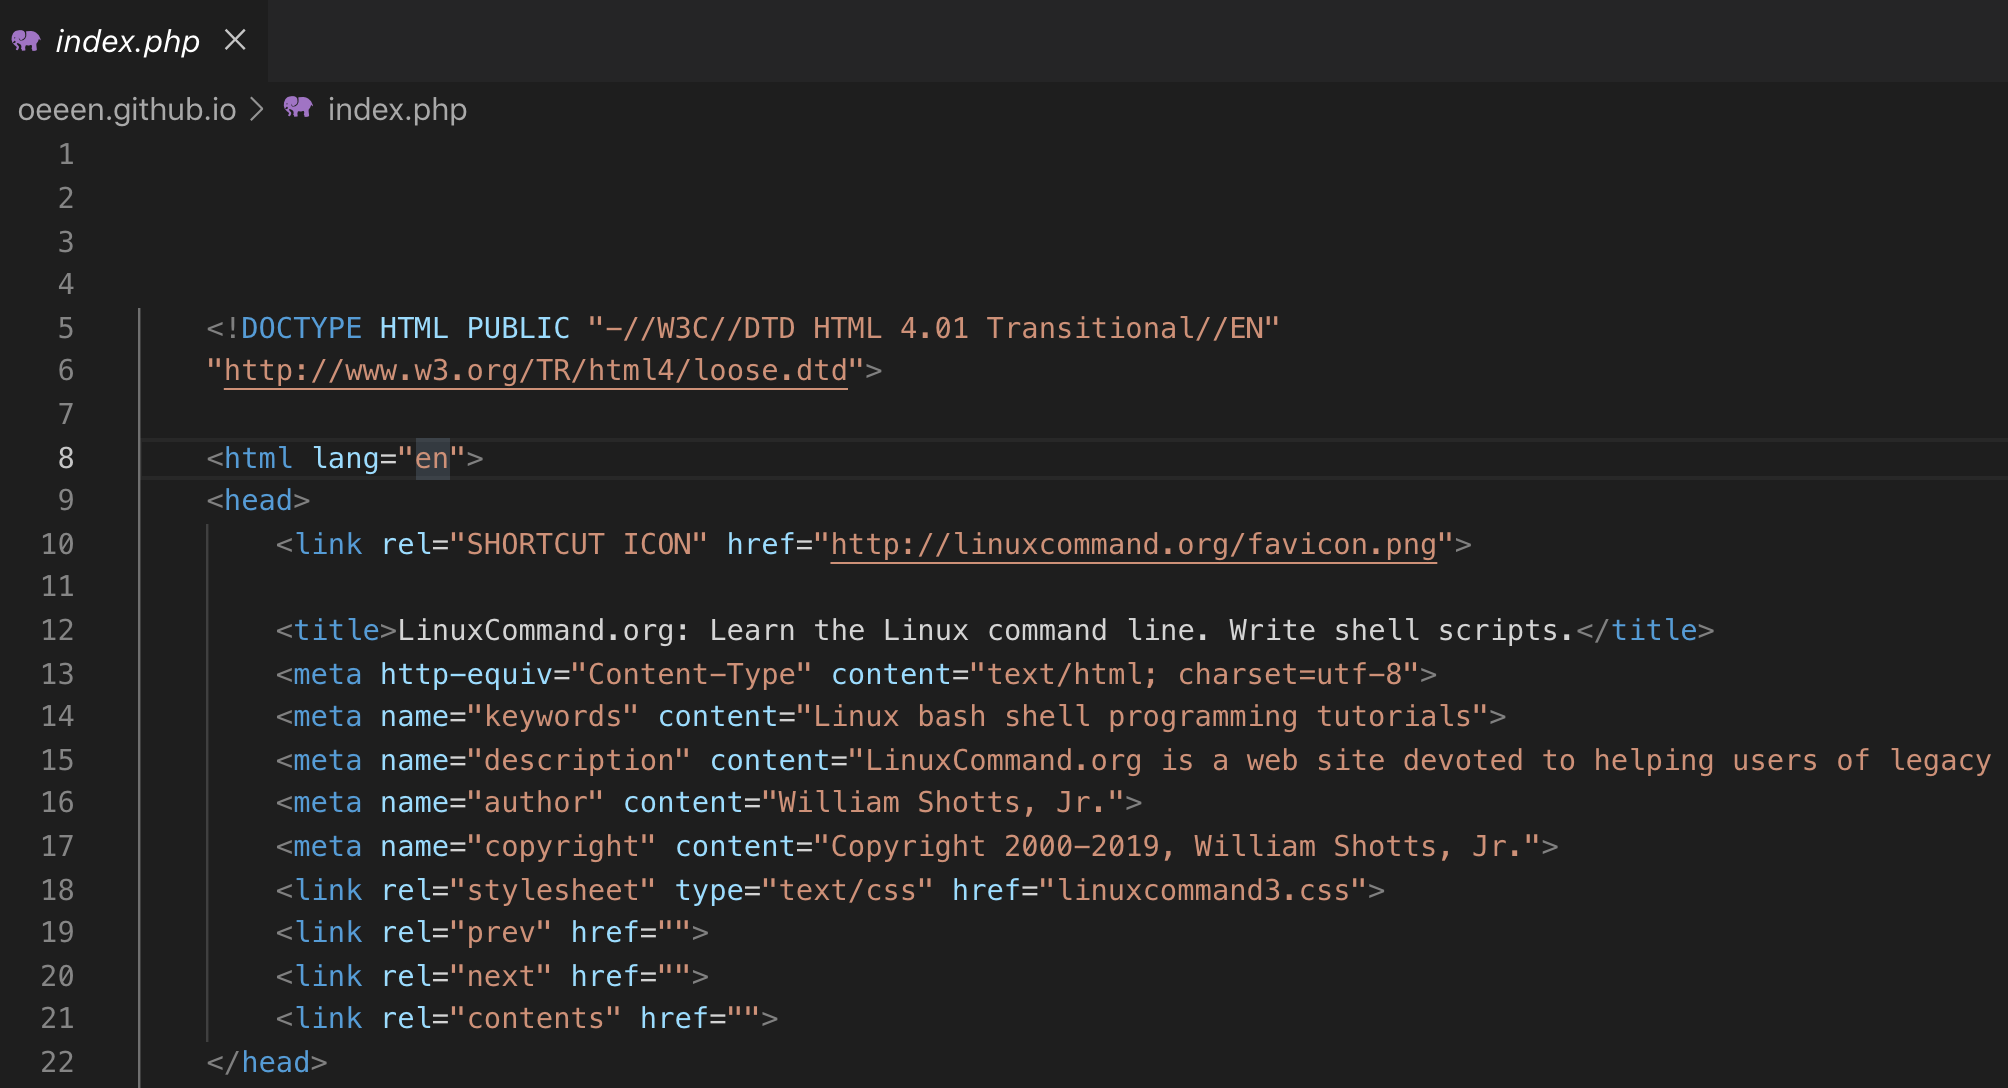 index.php
oeeen.github.io > index.php
1
2
3
4
5 <!DOCTYPE HTML PUBLIC "-//W3C//DTD HTML 4.01 Transitional//EN"
6 "http://www.w3.org/TR/html4/loose.dtd">
7
8 <html lang="en">
9 <head>
10 <link rel="SHORTCUT ICON" href="http://linuxcommand.org/favicon.png">
11
12 <title>LinuxCommand.org: Learn the Linux command line. Write shell scripts.</title>
13 <meta http-equiv="Content-Type" content="text/html; charset=utf-8">
14 <meta name="keywords" content="Linux bash shell programming tutorials">
15 <meta name="description" content="LinuxCommand.org is a web site devoted to helping users of legacy
16 <meta name="author" content="William Shotts, Jr.">
17 <meta name="copyright" content="Copyright 2000-2019, William Shotts, Jr.">
18 <link rel="stylesheet" type="text/css" href="linuxcommand3.css">
19 <link rel="prev" href="">
20 <link rel="next" href="">
21 <link rel="contents" href="">
22 </head>